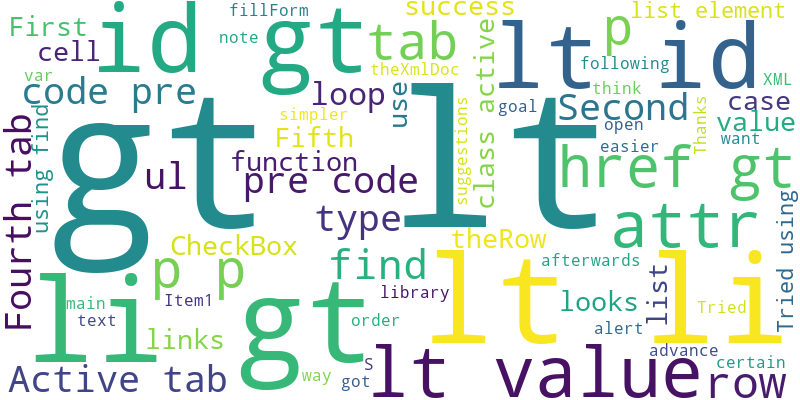 First
id
fillForm
gt
success
list element
cell
note
tab
lt
id
p
following
var
code pre
theXmlDoc
think
XML
loop
use
goal
Second
case
simpler
open
value
Fourth tab
using find
gt
Fifth
lt
suggestions
class active
easier
Thanks
want
ul
function
pre code
href gt
type
attr
CheckBox
theRow
Tried using
p p
find
afterwards
li
gt
lt
li
list
main
Item1
library
looks
Tried
text
links
order
alert
advance
Active tab
way
S
got
lt value
certain
row